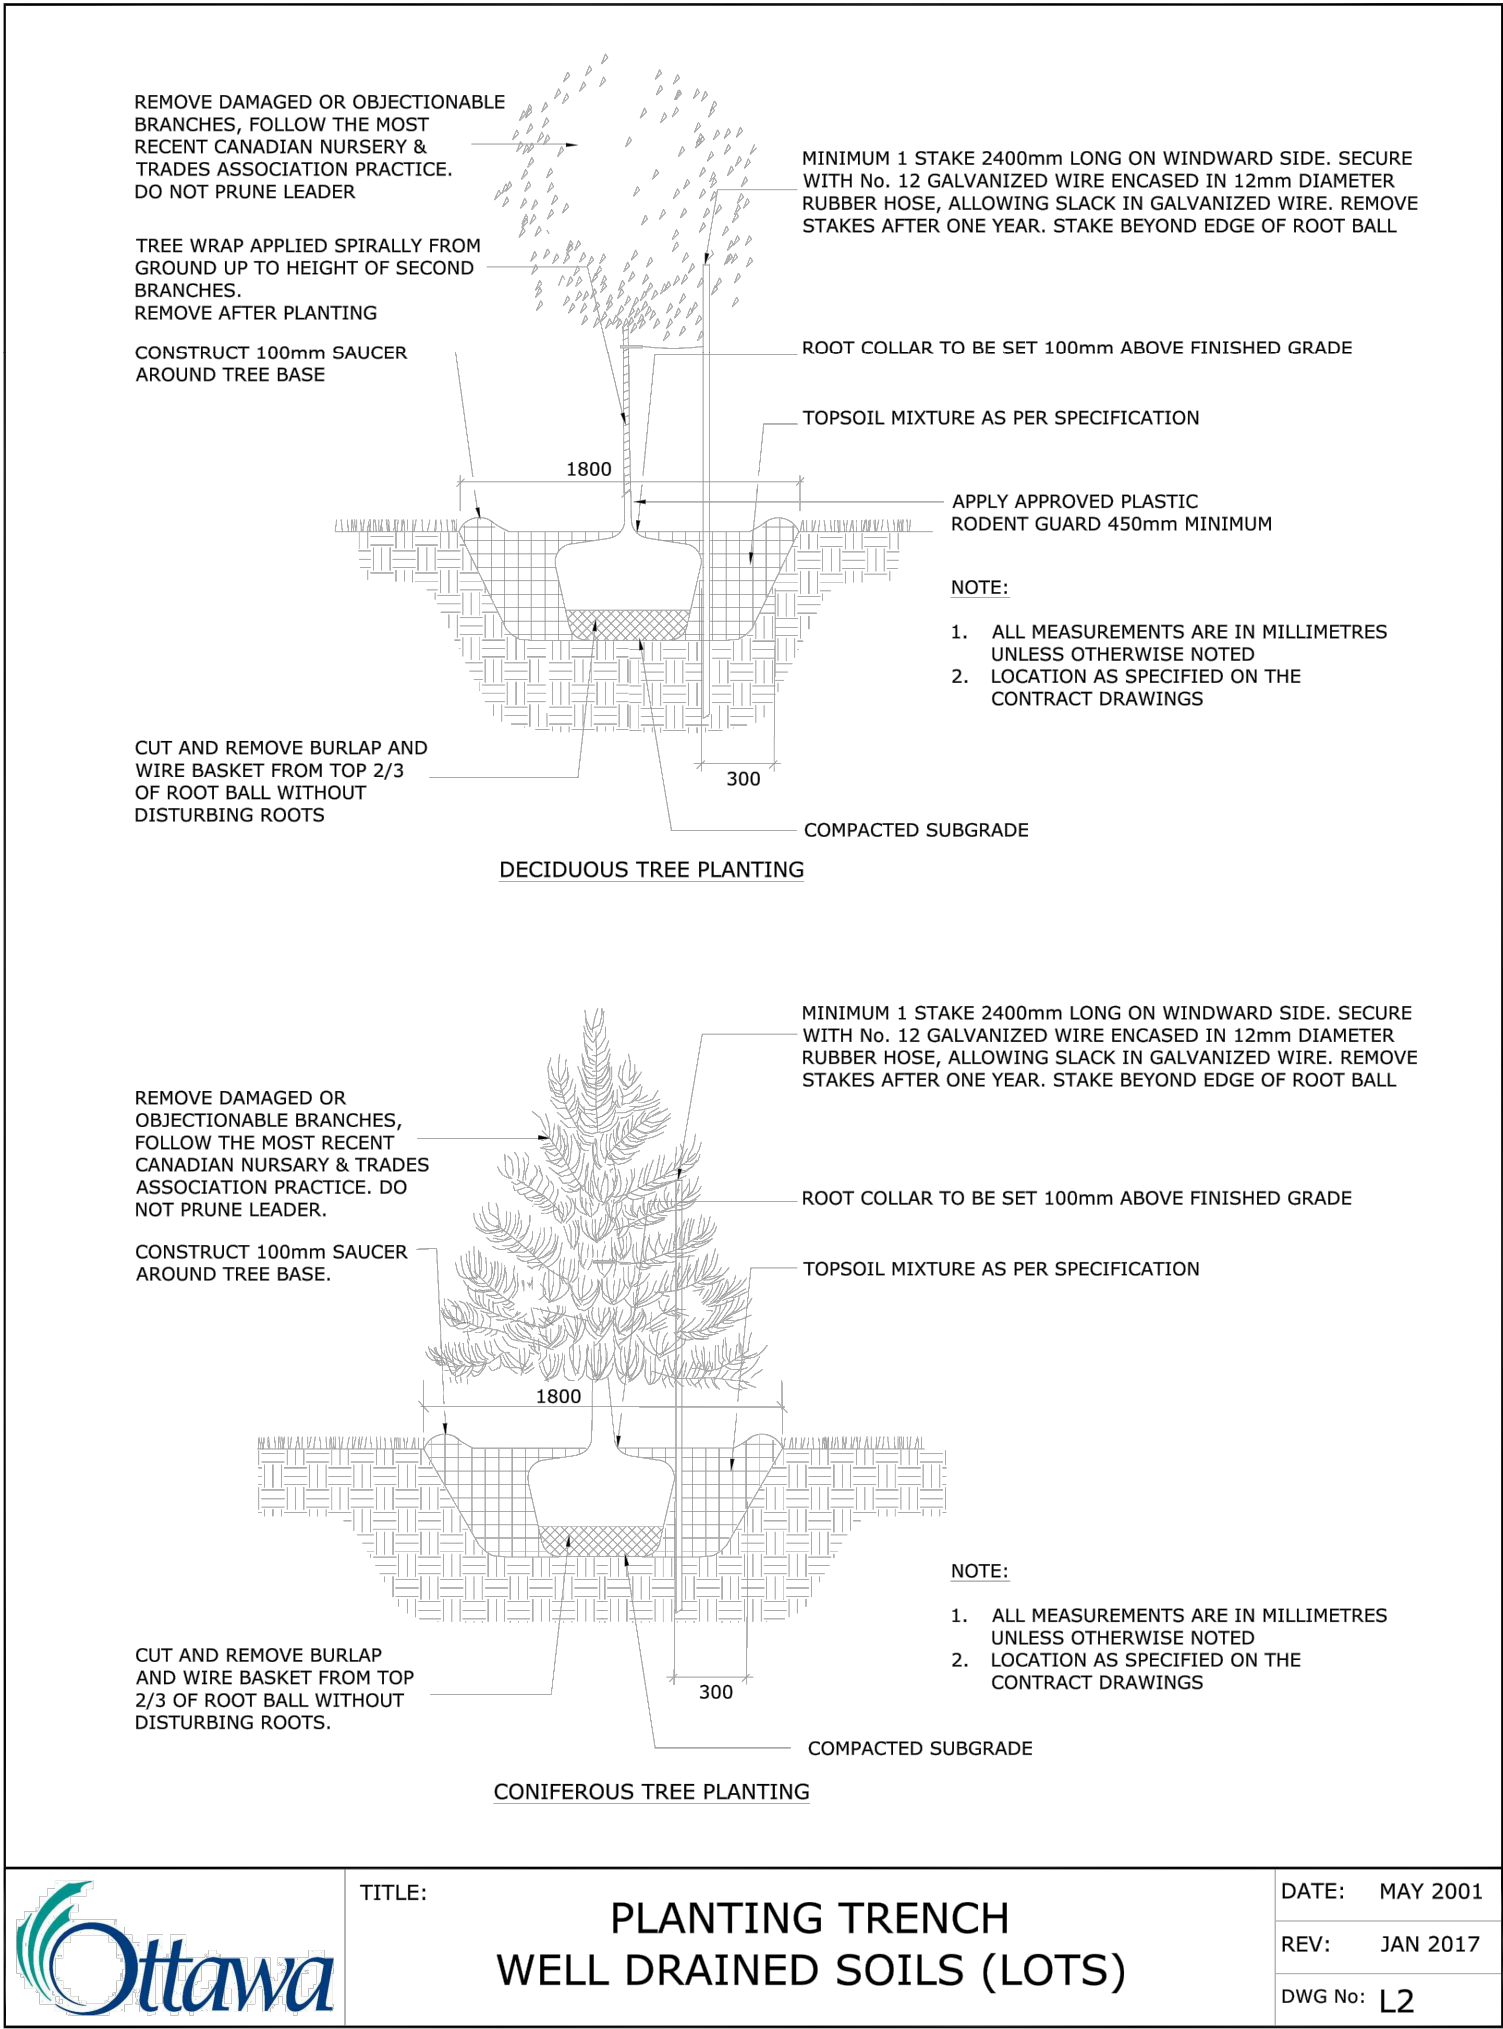 REMOVE DAMAGED OR OBJECTIONABLE
BRANCHES, FOLLOW THE MOST
RECENT CANADIAN NURSERY &
TRADES ASSOCIATION PRACTICE.
DO NOT PRUNE LEADER
TREE WRAP APPLIED SPIRALLY FROM
GROUND UP TO HEIGHT OF SECOND
BRANCHES.
REMOVE AFTER PLANTING
CONSTRUCT 100mm SAUCER
AROUND TREE BASE
MINIMUM 1 STAKE 2400mm LONG ON WINDWARD SIDE. SECURE
WITH No. 12 GALVANIZED WIRE ENCASED IN 12mm DIAMETER
RUBBER HOSE, ALLOWING SLACK IN GALVANIZED WIRE. REMOVE
STAKES AFTER ONE YEAR. STAKE BEYOND EDGE OF ROOT BALL
ROOT COLLAR TO BE SET 100mm ABOVE FINISHED GRADE
TOPSOIL MIXTURE AS PER SPECIFICATION
1800
APPLY APPROVED PLASTIC
RODENT GUARD 450mm MINIMUM
NOTE:
1. ALL MEASUREMENTS ARE IN MILLIMETRES
UNLESS OTHERWISE NOTED
2. LOCATION AS SPECIFIED ON THE
CONTRACT DRAWINGS
CUT AND REMOVE BURLAP AND
WIRE BASKET FROM TOP 2/3
OF ROOT BALL WITHOUT
DISTURBING ROOTS
300
COMPACTED SUBGRADE
DECIDUOUS TREE PLANTING
MINIMUM 1 STAKE 2400mm LONG ON WINDWARD SIDE. SECURE
WITH No. 12 GALVANIZED WIRE ENCASED IN 12mm DIAMETER
RUBBER HOSE, ALLOWING SLACK IN GALVANIZED WIRE. REMOVE
STAKES AFTER ONE YEAR. STAKE BEYOND EDGE OF ROOT BALL
REMOVE DAMAGED OR
OBJECTIONABLE BRANCHES,
FOLLOW THE MOST RECENT
CANADIAN NURSARY & TRADES
ASSOCIATION PRACTICE. DO
NOT PRUNE LEADER.
ROOT COLLAR TO BE SET 100mm ABOVE FINISHED GRADE
CONSTRUCT 100mm SAUCER
AROUND TREE BASE.
TOPSOIL MIXTURE AS PER SPECIFICATION
1800
NOTE:
1. ALL MEASUREMENTS ARE IN MILLIMETRES
UNLESS OTHERWISE NOTED
2. LOCATION AS SPECIFIED ON THE
CONTRACT DRAWINGS
CUT AND REMOVE BURLAP
AND WIRE BASKET FROM TOP
2/3 OF ROOT BALL WITHOUT
DISTURBING ROOTS.
300
COMPACTED SUBGRADE
CONIFEROUS TREE PLANTING
Ottawa
TITLE:
PLANTING TRENCH
WELL DRAINED SOILS (LOTS)
DATE: MAY 2001
REV: JAN 2017
DWG No: L2